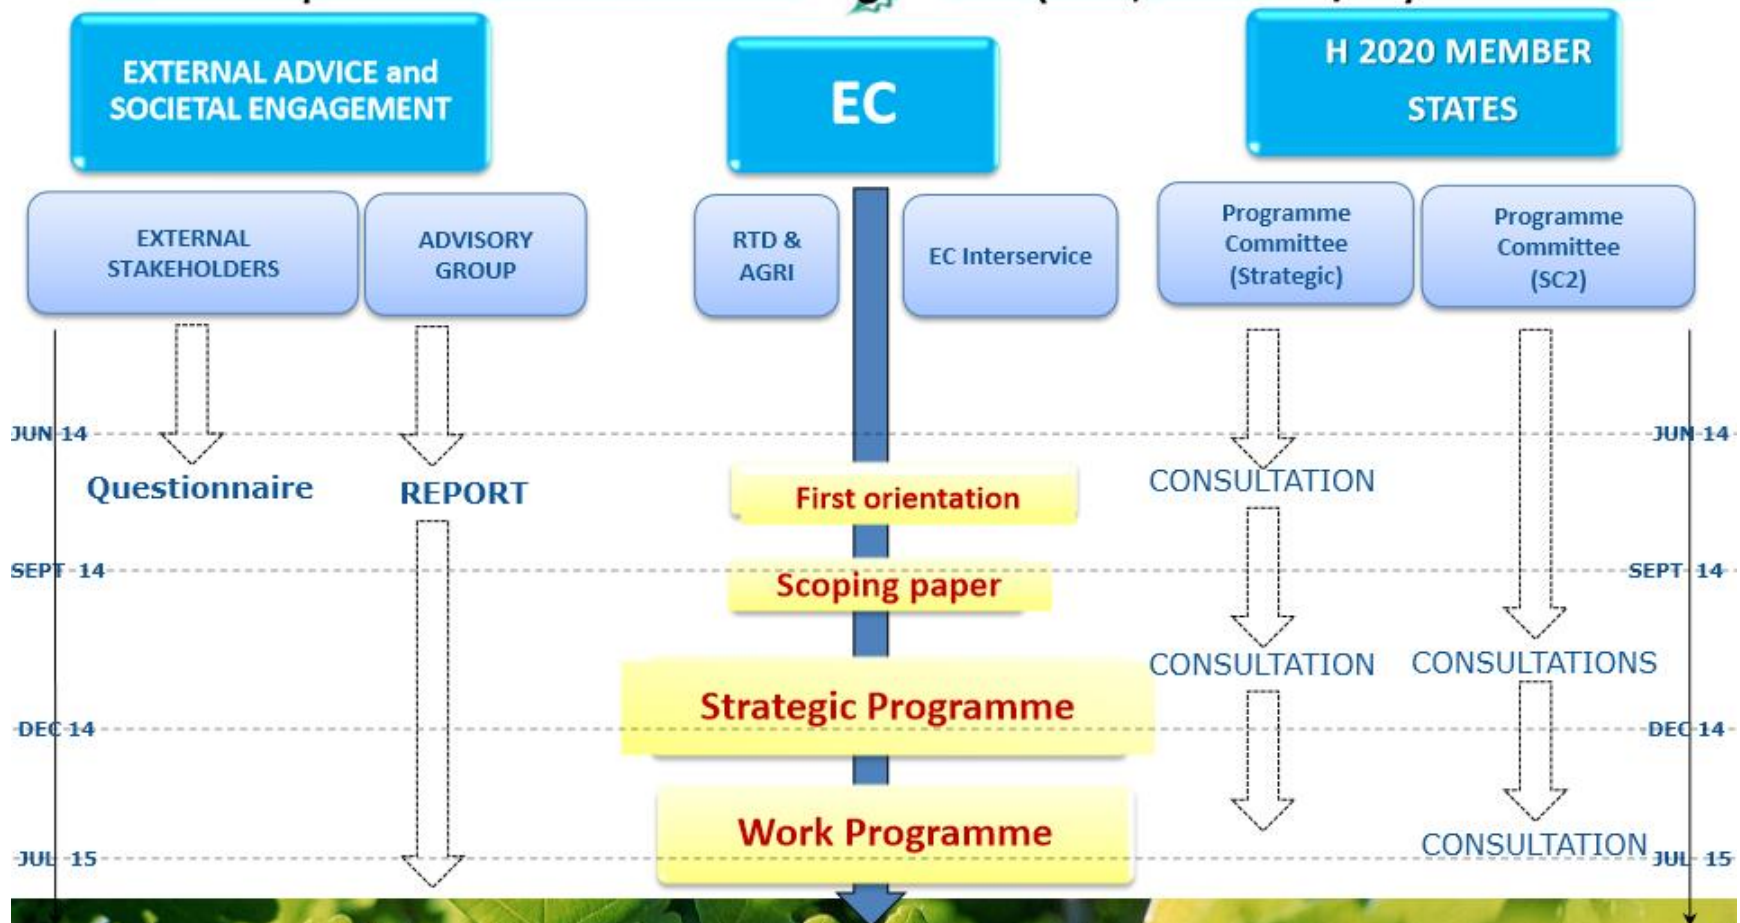 EXTERNAL ADVICE and
SOCIETAL ENGAGEMENT
EC
H 2020 MEMBER
STATES
EXTERNAL
STAKEHOLDERS
ADVISORY
GROUP
RTD &
AGRI
EC Interservice
Programme
Committee
(Strategic)
Programme
Committee
(SC2)
JUN 14
JUN 14
Questionnaire
REPORT
First orientation
CONSULTATION
SEPT 14
SEPT 14
Scoping paper
CONSULTATION
CONSULTATIONS
Strategic Programme
DEC 14
DEC 14
Work Programme
CONSULTATION
JUL 15
JUL 15